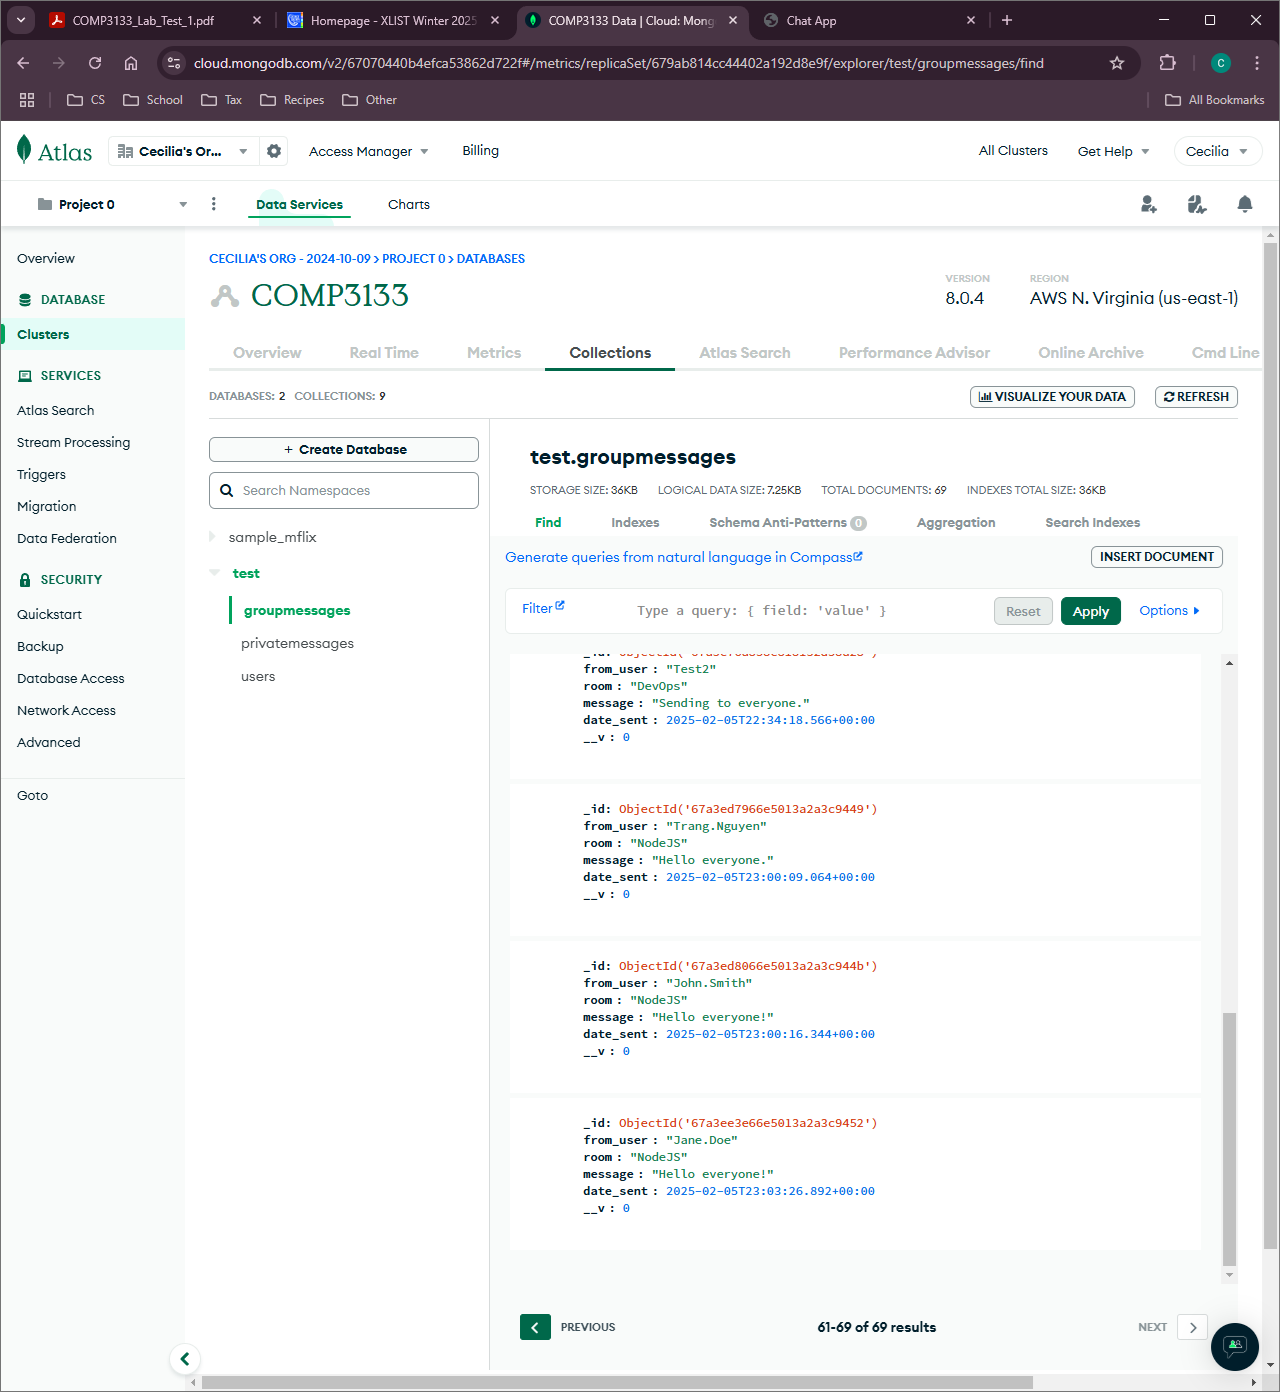 COMP3133_Lab_Test_1.pdf
Homepage - XLIST Winter 2025
COMP3133 Data | Cloud: Mong
Chat App
cloud.mongodb.com/v2/67070440b4efca53862d722f#/metrics/replicaSet/679ab814cc44402a192d8e9f/explorer/test/groupmessages/find
C
CS
School
Tax
Recipes
Other
All Bookmarks
Atlas
Cecilia's Or...
Access Manager
Billing
All Clusters
Get Help
Cecilia
Project 0
Data Services
Charts
Overview
DATABASE
Clusters
SERVICES
Atlas Search
Stream Processing
Triggers
Migration
Data Federation
SECURITY
Quickstart
Backup
Database Access
Network Access
Advanced
Goto
CECILIA'S ORG - 2024-10-09 > PROJECT 0 > DATABASES
COMP3133
VERSION
8.0.4
REGION
AWS N. Virginia (us-east-1)
Overview
Real Time
Metrics
Collections
Atlas Search
Performance Advisor
Online Archive
Cmd Line
DATABASES: 2 COLLECTIONS: 9
VISUALIZE YOUR DATA
REFRESH
+ Create Database
Search Namespaces
sample_mflix
test
groupmessages
privatemessages
users
test.groupmessages
STORAGE SIZE: 36KB LOGICAL DATA SIZE: 7.25KB TOTAL DOCUMENTS: 69 INDEXES TOTAL SIZE: 36KB
Find
Indexes
Schema Anti-Patterns 0
Aggregation
Search Indexes
Generate queries from natural language in Compass
INSERT DOCUMENT
Filter
Type a query: { field: 'value' }
Reset
Apply
Options
from_user : "Test2"
room : "DevOps"
message : "Sending to everyone."
date_sent : 2025-02-05T22:34:18.566+00:00
__v : 0
_id: ObjectId('67a3ed7966e5013a2a3c9449')
from_user : "Trang.Nguyen"
room : "NodeJS"
message : "Hello everyone."
date_sent : 2025-02-05T23:00:09.064+00:00
__v : 0
_id: ObjectId('67a3ed8066e5013a2a3c944b')
from_user : "John.Smith"
room : "NodeJS"
message : "Hello everyone!"
date_sent : 2025-02-05T23:00:16.344+00:00
__v : 0
_id: ObjectId('67a3ee3e66e5013a2a3c9452')
from_user : "Jane.Doe"
room : "NodeJS"
message : "Hello everyone!"
date_sent : 2025-02-05T23:03:26.892+00:00
__v : 0
PREVIOUS
61-69 of 69 results
NEXT